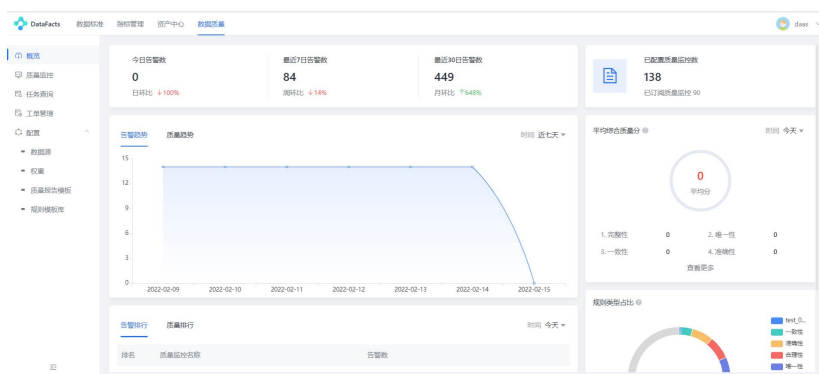 DataFacts 数据标准 指标管理 资产中心 数据质量 daas
概览
质量监控
任务查询
工单管理
配置
数据源
权重
质量报告模板
规则模板库
今日告警数 最近7日告警数 最近30日告警数 已配置质量监控数
0 84 449 138
日环比 ↓100% 周环比 ↓14% 月环比 ↑648% 已订阅质量监控 90
告警趋势 质量趋势 时间 近七天
15
12
9
6
3
0
2022-02-09 2022-02-10 2022-02-11 2022-02-12 2022-02-13 2022-02-14 2022-02-15
平均综合质量分 时间 今天
0
平均分
1. 完整性 0 2. 唯一性 0
3. 一致性 0 4. 准确性 0
查看更多
告警排行 质量排行 时间 今天
排名 质量监控名称 告警数
规则类型占比
test_0...
一致性
准确性
合理性
唯一性